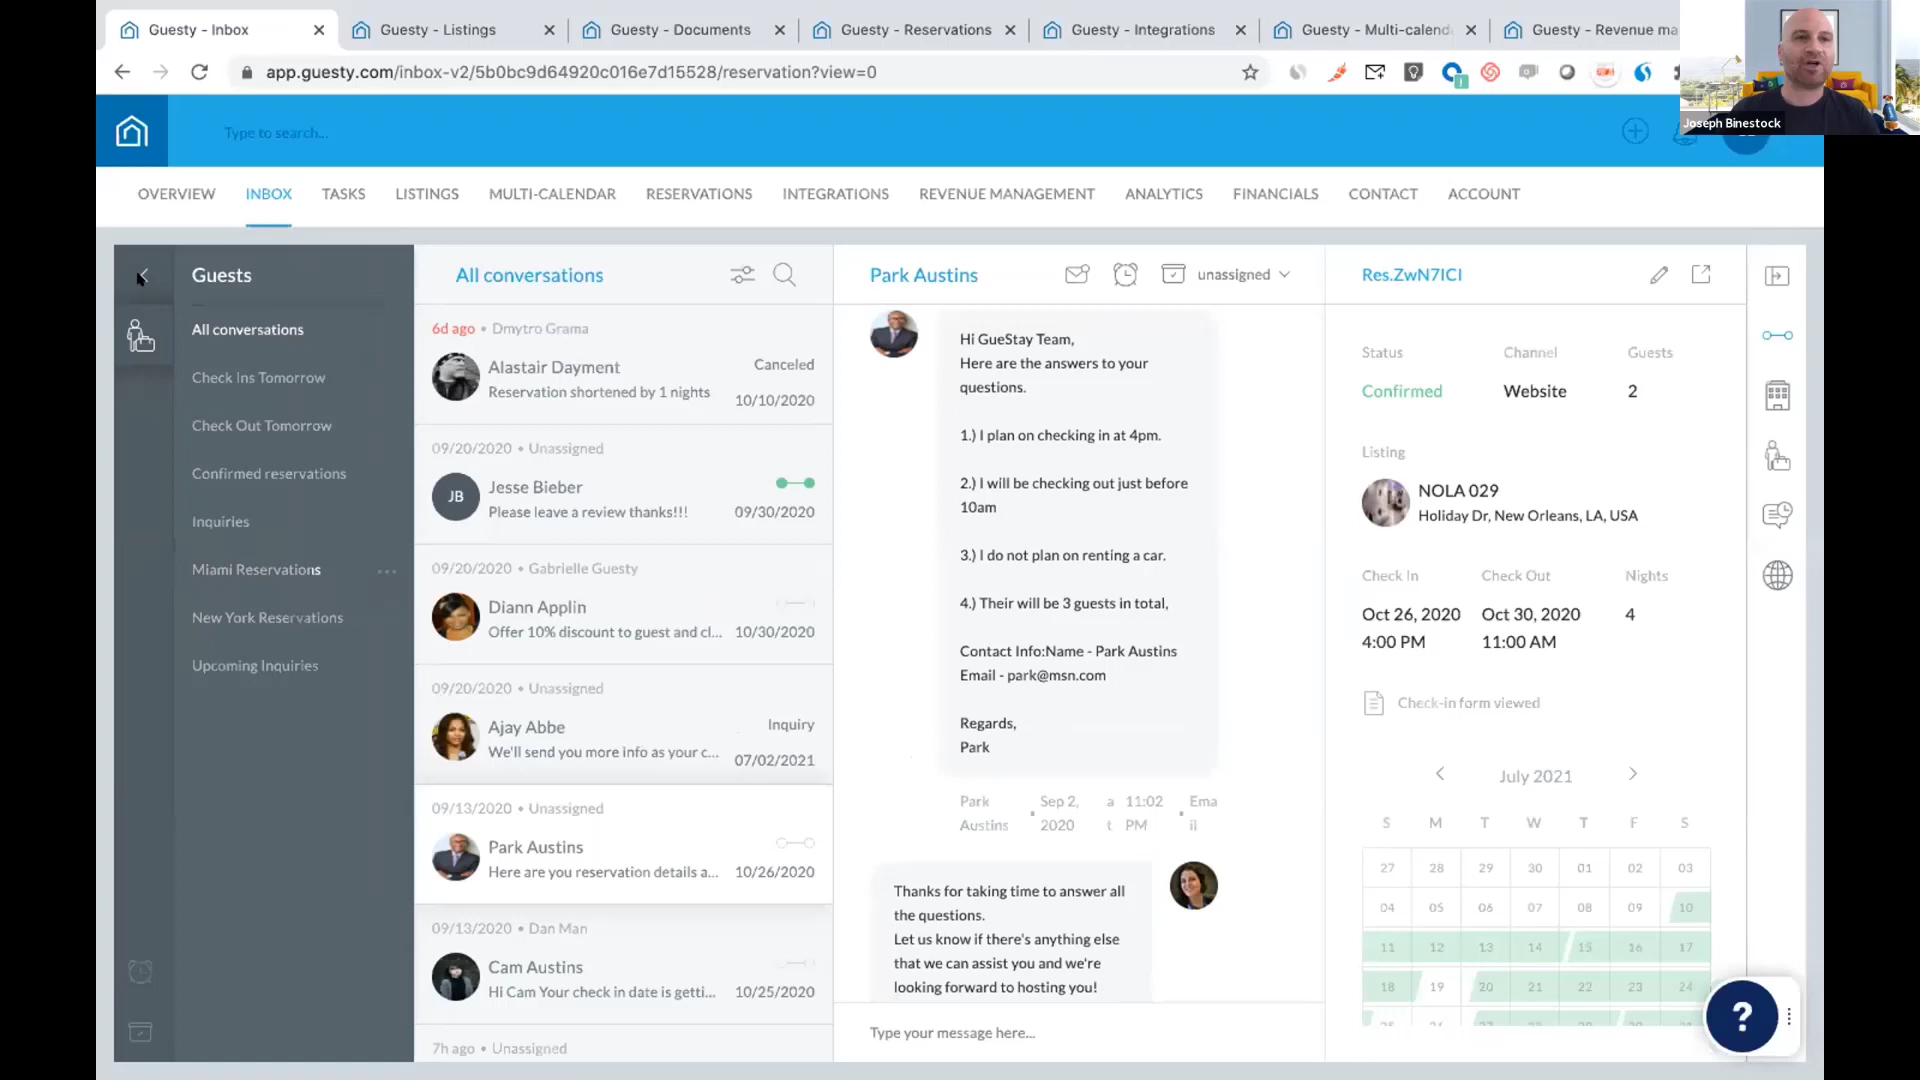 Guesty - Inbox
Guesty - Listings
Guesty - Documents
Guesty - Reservations
Guesty - Integrations
Guesty - Multi-calend
Guesty - Revenue ma
app.guesty.com/inbox-v2/5b0bc9d64920c016e7d15528/reservation?view=0
Joseph Binestock
Type to search...
OVERVIEW
INBOX
TASKS
LISTINGS
MULTI-CALENDAR
RESERVATIONS
INTEGRATIONS
REVENUE MANAGEMENT
ANALYTICS
FINANCIALS
CONTACT
ACCOUNT
Guests
All conversations
Check Ins Tomorrow
Check Out Tomorrow
Confirmed reservations
Inquiries
Miami Reservations
New York Reservations
Upcoming Inquiries
All conversations
6d ago • Dmytro Grama
Alastair Dayment
Canceled
Reservation shortened by 1 nights
10/10/2020
09/20/2020 • Unassigned
JB
Jesse Bieber
Please leave a review thanks!!!
09/30/2020
09/20/2020 • Gabrielle Guesty
Diann Applin
Offer 10% discount to guest and cl...
10/30/2020
09/20/2020 • Unassigned
Ajay Abbe
Inquiry
We'll send you more info as your c...
07/02/2021
09/13/2020 • Unassigned
Park Austins
Here are you reservation details a...
10/26/2020
09/13/2020 • Dan Man
Cam Austins
Hi Cam Your check in date is getti...
10/25/2020
7h ago • Unassigned
Park Austins
unassigned
Hi GueStay Team,
Here are the answers to your
questions.
1.) I plan on checking in at 4pm.
2.) I will be checking out just before
10am
3.) I do not plan on renting a car.
4.) Their will be 3 guests in total,
Contact Info:Name - Park Austins
Email - park@msn.com
Regards,
Park
Park Sep 2, a 11:02 Ema
Austins • 2020 t PM • il
Thanks for taking time to answer all
the questions.
Let us know if there's anything else
that we can assist you and we're
looking forward to hosting you!
Type your message here...
Res.ZwN7ICI
Status Channel Guests
Confirmed Website 2
Listing
NOLA 029
Holiday Dr, New Orleans, LA, USA
Check In Check Out Nights
Oct 26, 2020 Oct 30, 2020 4
4:00 PM 11:00 AM
Check-in form viewed
July 2021
S M T W T F S
27 28 29 30 01 02 03
04 05 06 07 08 09 10
11 12 13 14 15 16 17
18 19 20 21 22 23 24
?